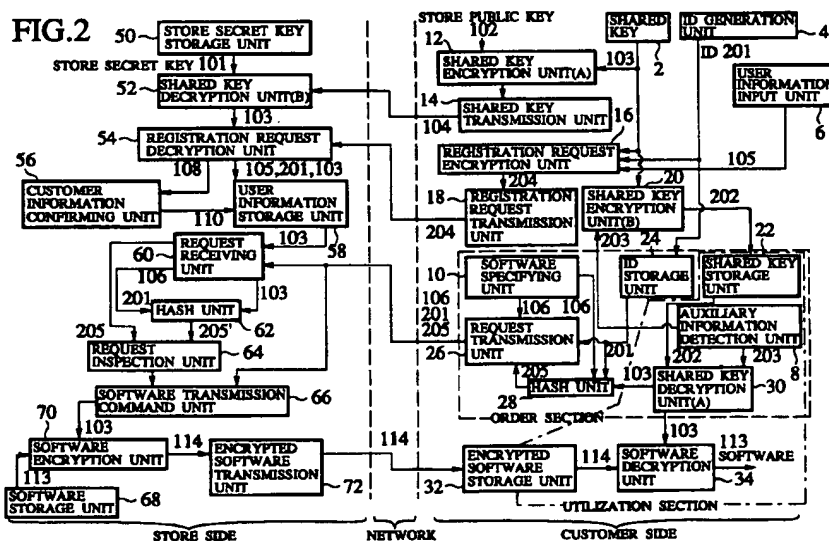 FIG.2
50
STORE SECRET KEY
STORAGE UNIT
STORE SECRET KEY 101
52
SHARED KEY
DECRYPTION UNIT(B)
103
54
REGISTRATION REQUEST
DECRYPTION UNIT
108
105,201,103
56
CUSTOMER
INFORMATION
CONFIRMING UNIT
110
USER
INFORMATION
STORAGE UNIT
58
103
60
REQUEST
RECEIVING
UNIT
106
201
103
HASH UNIT
62
205
205'
REQUEST
INSPECTION UNIT
64
SOFTWARE TRANSMISSION
COMMAND UNIT
66
70
103
SOFTWARE
ENCRYPTION UNIT
114
ENCRYPTED
SOFTWARE
TRANSMISSION
UNIT
72
114
113
SOFTWARE
STORAGE UNIT
68
STORE SIDE
NETWORK
CUSTOMER SIDE
STORE PUBLIC KEY
102
12
SHARED KEY
ENCRYPTION UNIT(A)
103
SHARED
KEY
2
ID GENERATION
UNIT
4
ID 201
14
SHARED KEY
TRANSMISSION UNIT
104
USER
INFORMATION
INPUT UNIT
6
16
REGISTRATION REQUEST
ENCRYPTION UNIT
105
204
20
18
REGISTRATION
REQUEST
TRANSMISSION
UNIT
204
SHARED KEY
ENCRYPTION
UNIT(B)
202
203
24
22
10
SOFTWARE
SPECIFYING
UNIT
ID
STORAGE
UNIT
SHARED KEY
STORAGE
UNIT
106
201
205
106
106
REQUEST
TRANSMISSION
UNIT
26
AUXILIARY
INFORMATION
DETECTION UNIT
8
201
202
203
205
HASH UNIT
28
103
SHARED KEY
DECRYPTION
UNIT(A)
30
ORDER SECTION
103
ENCRYPTED
SOFTWARE
STORAGE UNIT
32
114
SOFTWARE
DECRYPTION
UNIT
34
113
SOFTWARE
UTILIZATION SECTION